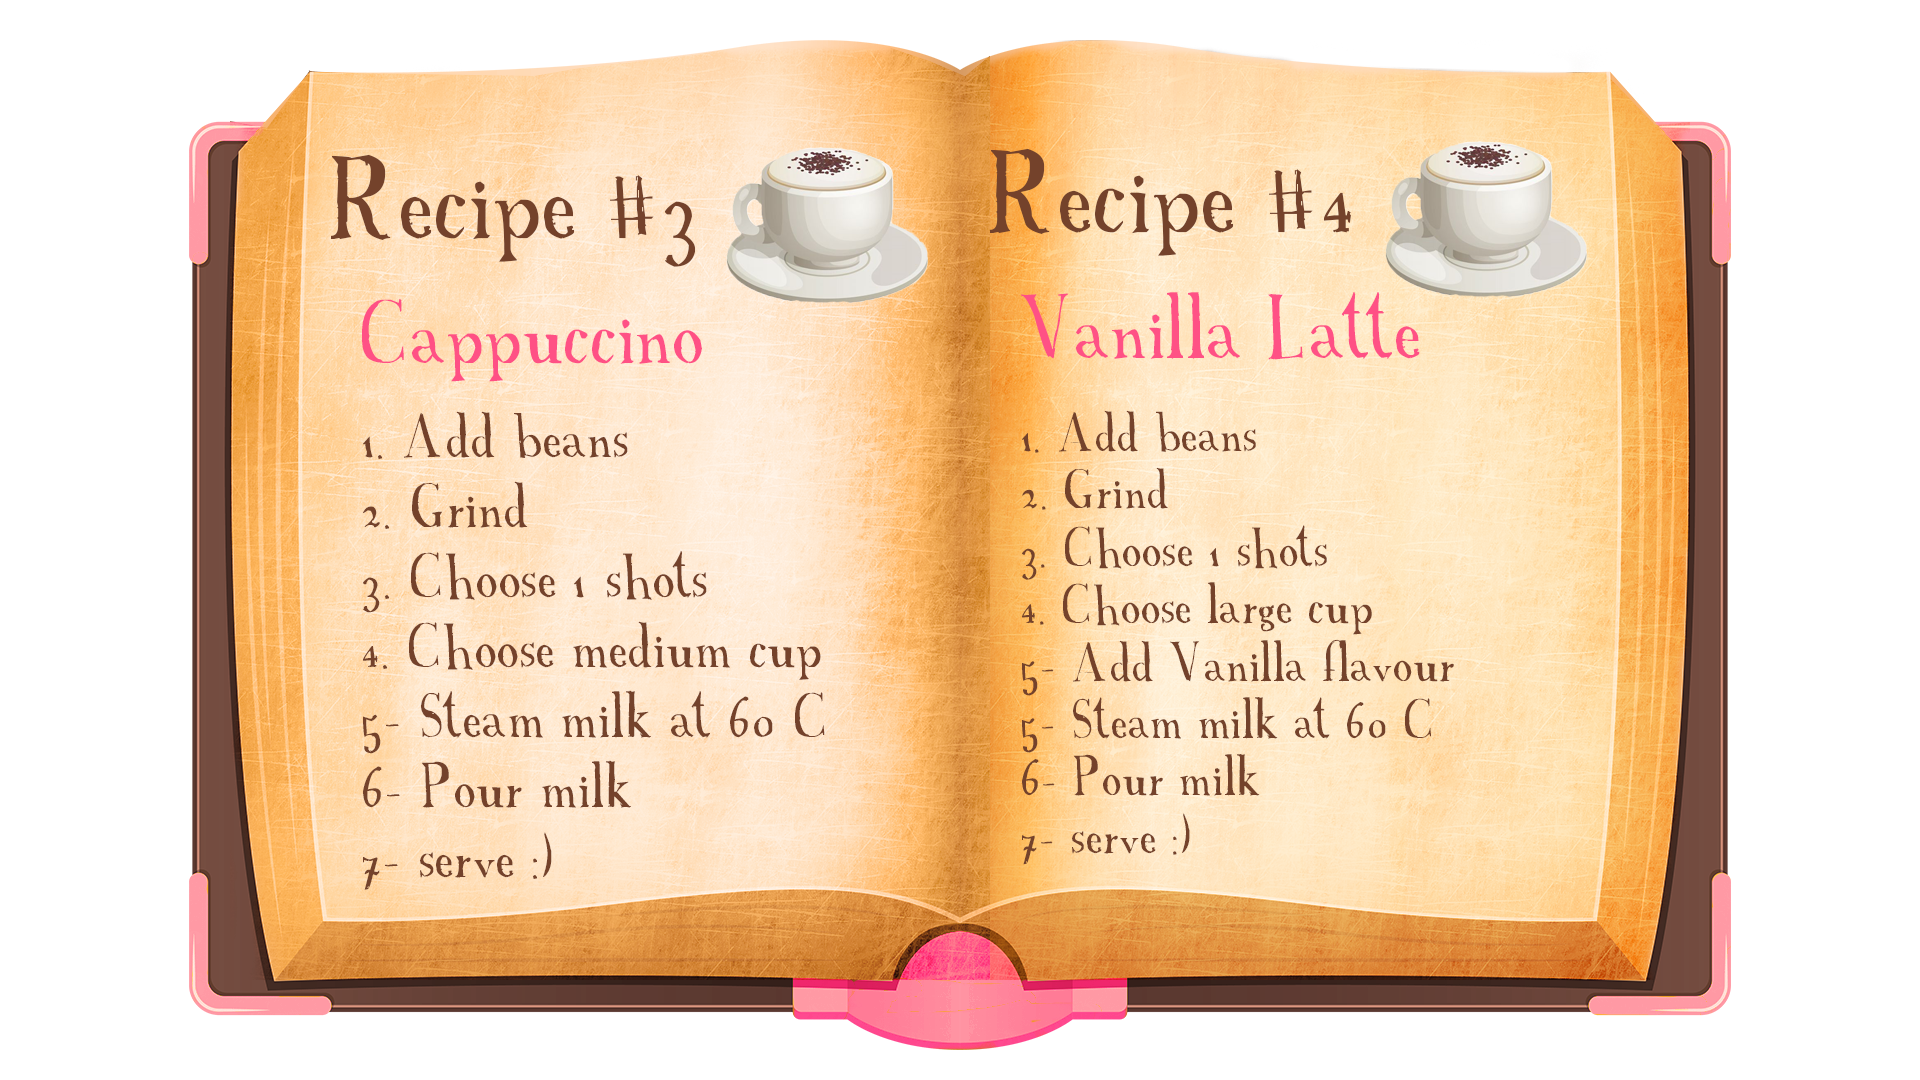 Recipe #3
Cappuccino
1. Add beans
2. Grind
3. Choose 1 shots
4. Choose medium cup
5- Steam milk at 60 C
6- Pour milk
7- serve :)
Recipe #4
Vanilla Latte
1. Add beans
2. Grind
3. Choose 1 shots
4. Choose large cup
5- Add Vanilla flavour
5- Steam milk at 60 C
6- Pour milk
7- serve :)